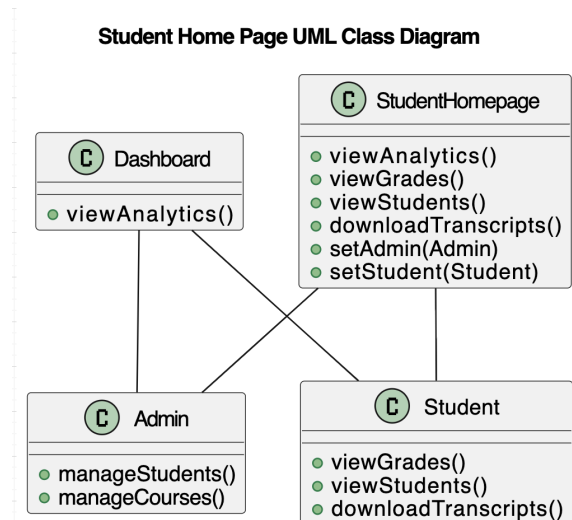 Student Home Page UML Class Diagram
C StudentHomepage
viewAnalytics()
viewGrades()
viewStudents()
downloadTranscripts()
setAdmin(Admin)
setStudent(Student)
C Dashboard
viewAnalytics()
C Admin
manageStudents()
manageCourses()
C Student
viewGrades()
viewStudents()
downloadTranscripts()